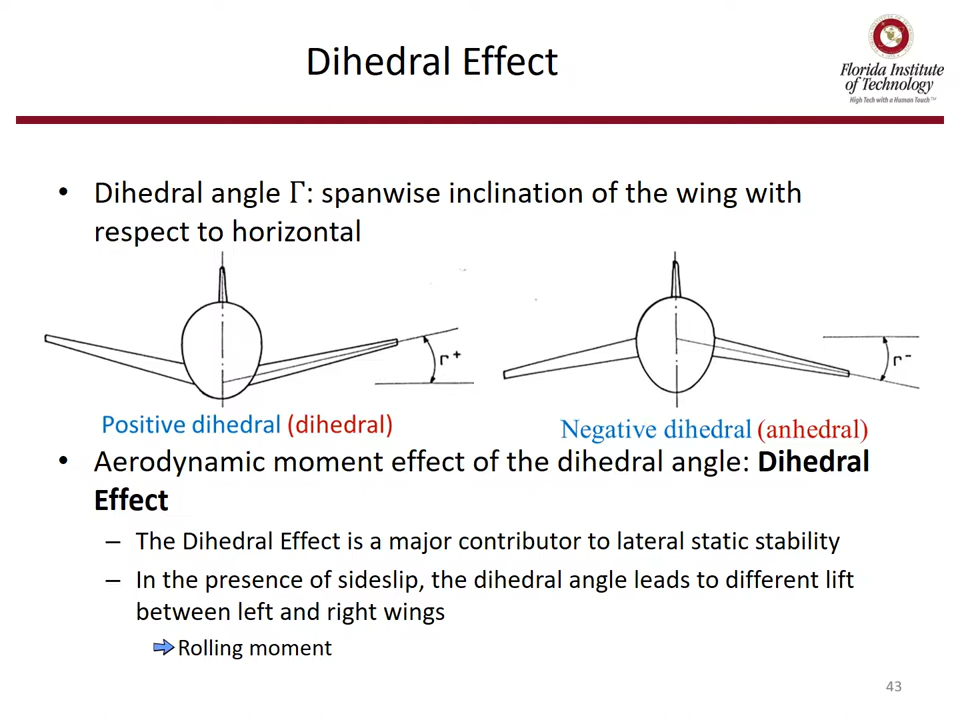 Dihedral Effect
Florida Institute
of Technology
High Tech with a Human Touch™
• Dihedral angle Γ: spanwise inclination of the wing with
respect to horizontal
Γ+
Γ-
Positive dihedral (dihedral)
Negative dihedral (anhedral)
• Aerodynamic moment effect of the dihedral angle: Dihedral
Effect
– The Dihedral Effect is a major contributor to lateral static stability
– In the presence of sideslip, the dihedral angle leads to different lift
between left and right wings
Rolling moment
43